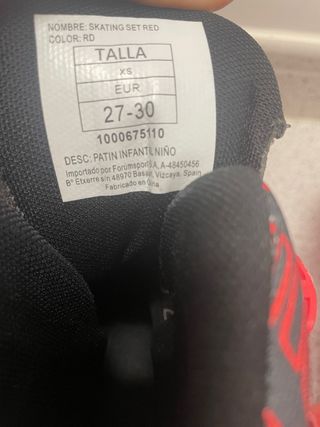 NOMBRE: SKATING SET RED
COLOR: RD
TALLA
XS
EUR
27-30
1000675110
DESC: PATIN INFANTIL NIÑO
Importado por Forumsport S.A, A-48450456
Bº Etxerre s/n 48970 Basauri, Vizcaya, Spain
Fabricado en China